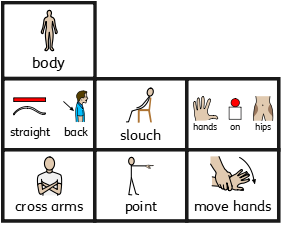 body
straight back
slouch
hands on hips
cross arms
point
move hands